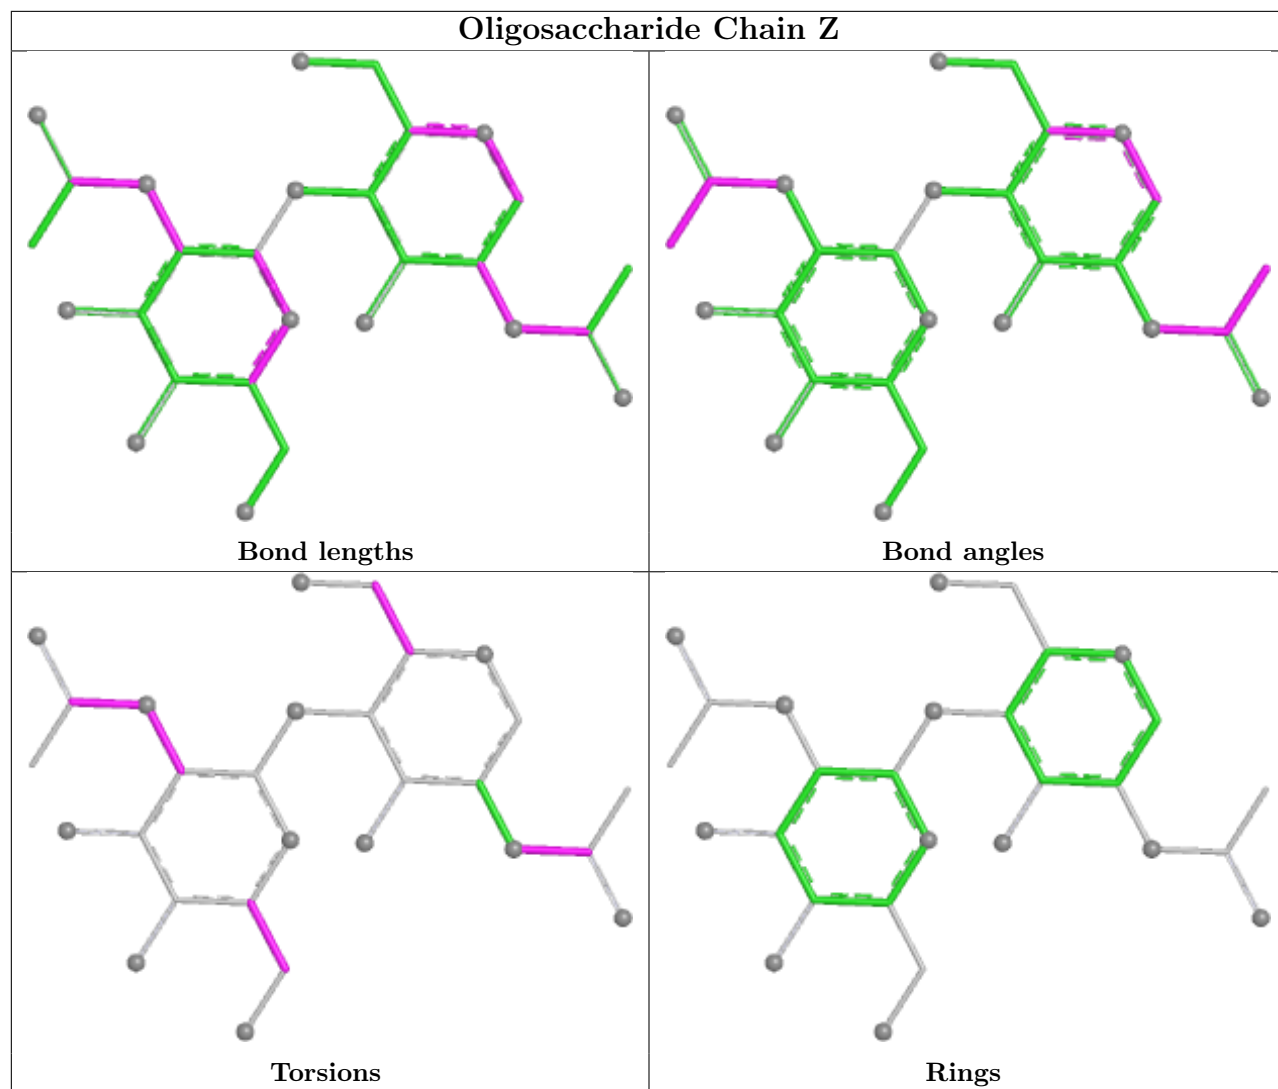 Oligosaccharide Chain Z
Bond lengths
Bond angles
Torsions
Rings